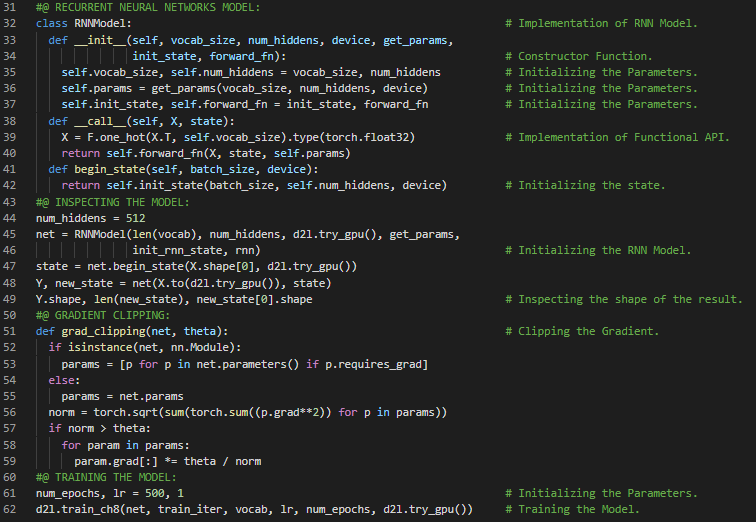 31 #@ RECURRENT NEURAL NETWORKS MODEL:
32 class RNNModel: # Implementation of RNN Model.
33   def __init__(self, vocab_size, num_hiddens, device, get_params,
34                init_state, forward_fn): # Constructor Function.
35     self.vocab_size, self.num_hiddens = vocab_size, num_hiddens # Initializing the Parameters.
36     self.params = get_params(vocab_size, num_hiddens, device) # Initializing the Parameters.
37     self.init_state, self.forward_fn = init_state, forward_fn # Initializing the Parameters.
38   def __call__(self, X, state):
39     X = F.one_hot(X.T, self.vocab_size).type(torch.float32) # Implementation of Functional API.
40     return self.forward_fn(X, state, self.params)
41   def begin_state(self, batch_size, device):
42     return self.init_state(batch_size, self.num_hiddens, device) # Initializing the state.
43 #@ INSPECTING THE MODEL:
44 num_hiddens = 512
45 net = RNNModel(len(vocab), num_hiddens, d2l.try_gpu(), get_params,
46                init_rnn_state, rnn) # Initializing the RNN Model.
47 state = net.begin_state(X.shape[0], d2l.try_gpu())
48 Y, new_state = net(X.to(d2l.try_gpu()), state)
49 Y.shape, len(new_state), new_state[0].shape # Inspecting the shape of the result.
50 #@ GRADIENT CLIPPING:
51 def grad_clipping(net, theta): # Clipping the Gradient.
52   if isinstance(net, nn.Module):
53     params = [p for p in net.parameters() if p.requires_grad]
54   else:
55     params = net.params
56   norm = torch.sqrt(sum(torch.sum((p.grad**2)) for p in params))
57   if norm > theta:
58     for param in params:
59       param.grad[:] *= theta / norm
60 #@ TRAINING THE MODEL:
61 num_epochs, lr = 500, 1 # Initializing the Parameters.
62 d2l.train_ch8(net, train_iter, vocab, lr, num_epochs, d2l.try_gpu()) # Training the Model.